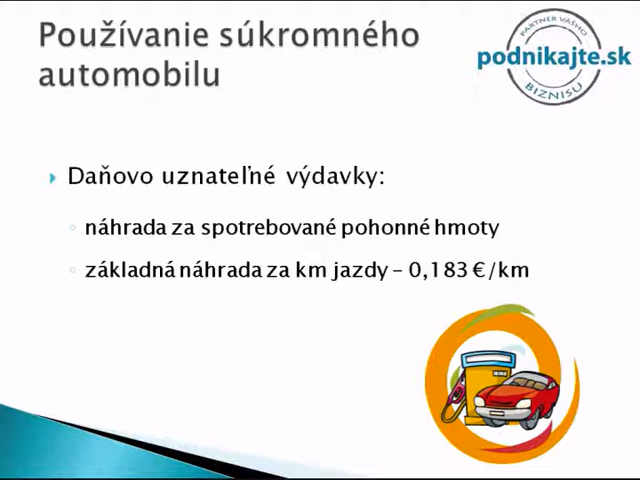 Používanie súkromného
automobilu
PARTNER VÁŠHO
podnikajte.sk
BIZNISU
Daňovo uznateľné výdavky:
náhrada za spotrebované pohonné hmoty
základná náhrada za km jazdy – 0,183 €/km